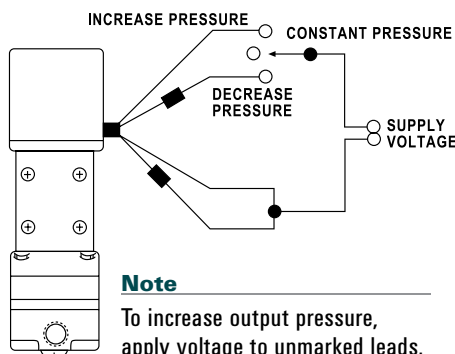 INCREASE PRESSURE
CONSTANT PRESSURE
DECREASE
PRESSURE
SUPPLY
VOLTAGE
Note
To increase output pressure,
apply voltage to unmarked leads.